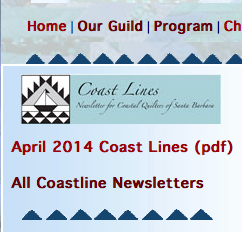 Home | Our Guild | Program | Ch
Coast Lines
Newsletter for Coastal Quilters of Santa Barbara
April 2014 Coast Lines (pdf)
All Coastline Newsletters